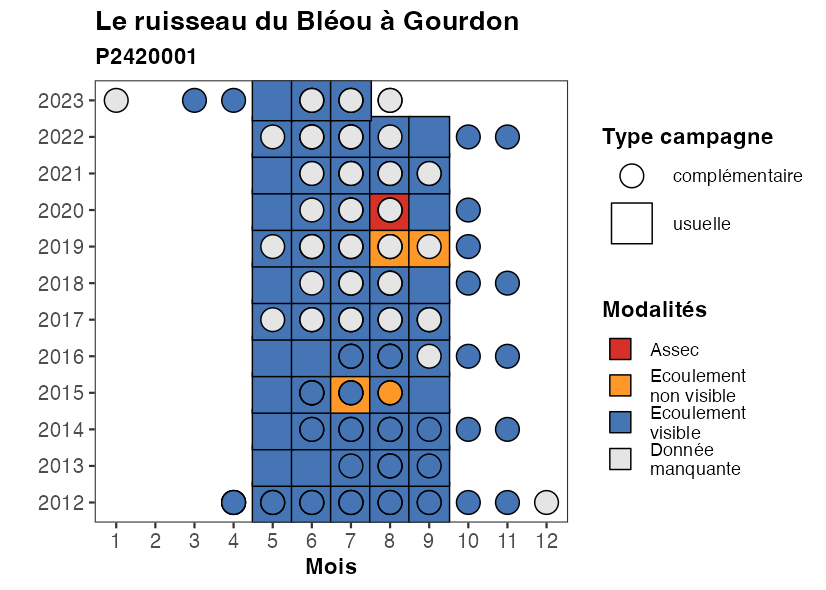 Le ruisseau du Bléou à Gourdon
P2420001
2023
2022
2021
2020
2019
2018
2017
2016
2015
2014
2013
2012
1 2 3 4 5 6 7 8 9 10 11 12
Mois
Type campagne
complémentaire
usuelle
Modalités
Assec
Ecoulement
non visible
Ecoulement
visible
Donnée
manquante